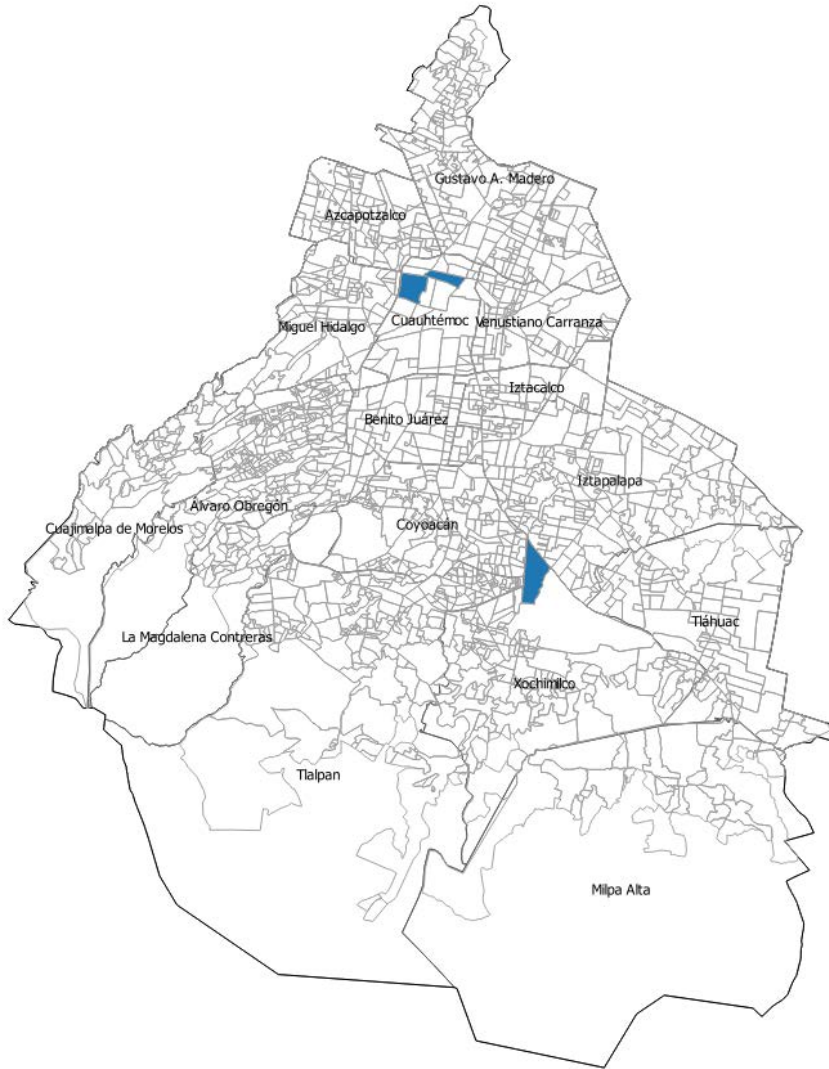 Gustavo A. Madero
Azcapotzalco
Cuauhtémoc
Venustiano Carranza
Miguel Hidalgo
Iztacalco
Benito Juárez
Iztapalapa
Álvaro Obregón
Coyoacán
Cuajimalpa de Morelos
Tláhuac
La Magdalena Contreras
Xochimilco
Tlalpan
Milpa Alta